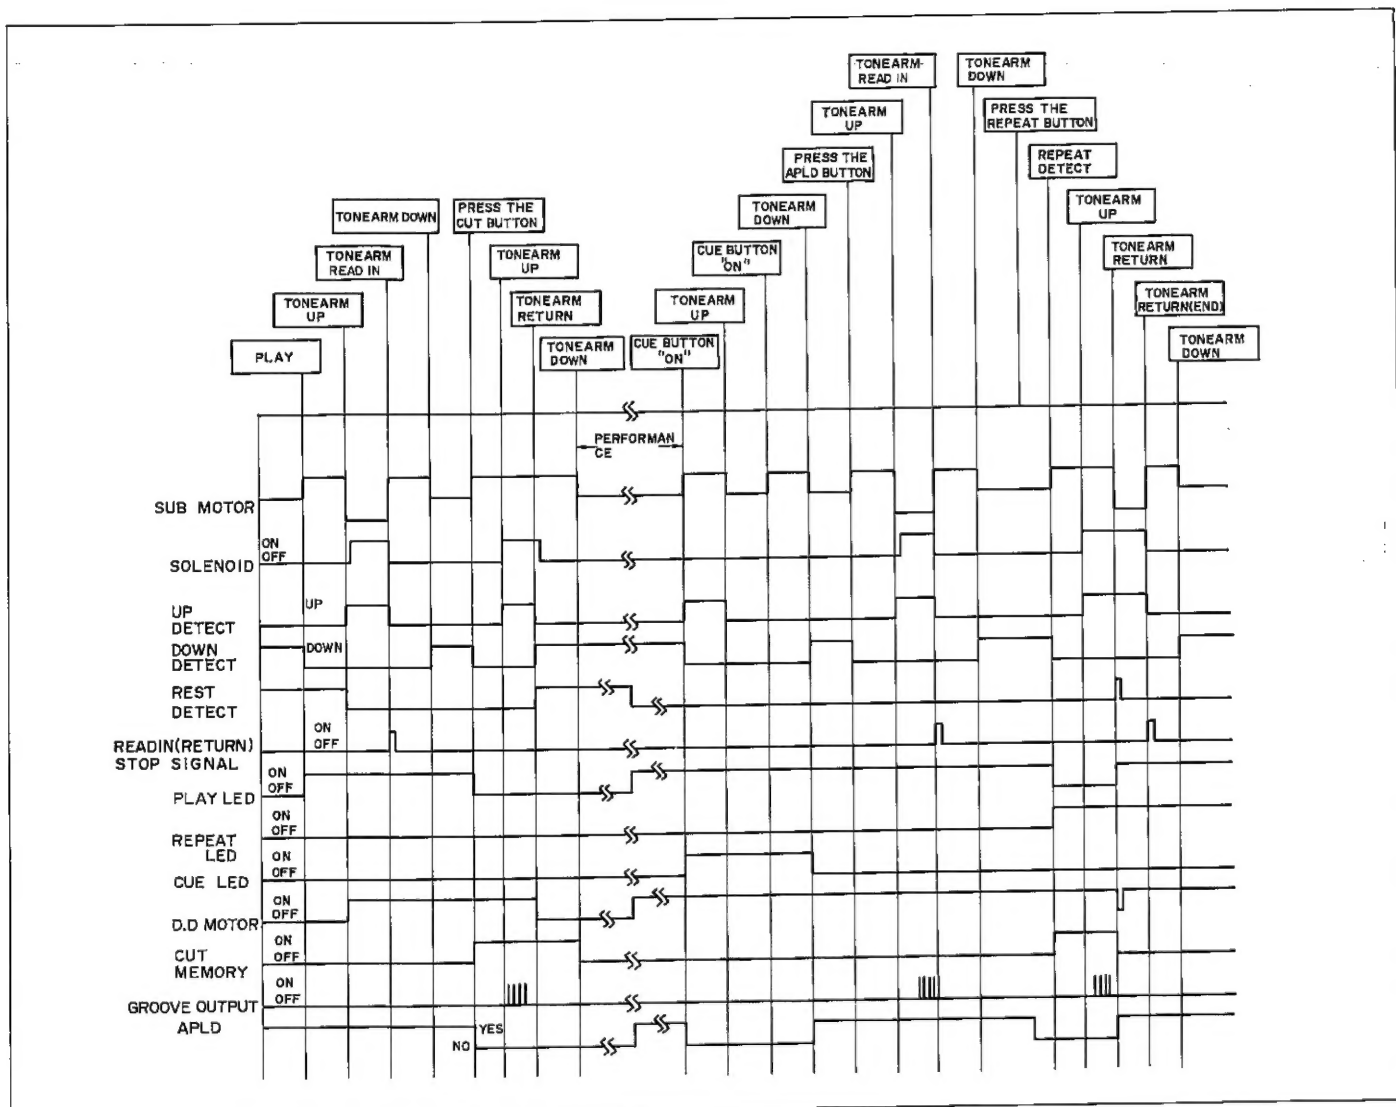 TONEARM-
READ IN
TONEARM
DOWN
TONEARM
UP
PRESS THE
REPEAT BUTTON
PRESS THE
APLD BUTTON
REPEAT
DETECT
TONEARM DOWN
PRESS THE
CUT BUTTON
TONEARM
DOWN
TONEARM
UP
TONEARM
READ IN
TONEARM
UP
CUE BUTTON
"ON"
TONEARM
RETURN
TONEARM
UP
TONEARM
RETURN
TONEARM
UP
TONEARM
RETURN(END)
PLAY
TONEARM
DOWN
CUE BUTTON
"ON"
TONEARM
DOWN
PERFORMAN
CE
SUB MOTOR
ON
OFF
SOLENOID
UP
UP
DETECT
DOWN
DOWN
DETECT
REST
DETECT
ON
OFF
READIN(RETURN)
STOP SIGNAL
ON
OFF
PLAY LED
ON
OFF
REPEAT
LED
ON
OFF
CUE LED
ON
OFF
D.D MOTOR
ON
OFF
CUT
MEMORY
ON
OFF
GROOVE OUTPUT
APLD
YES
NO